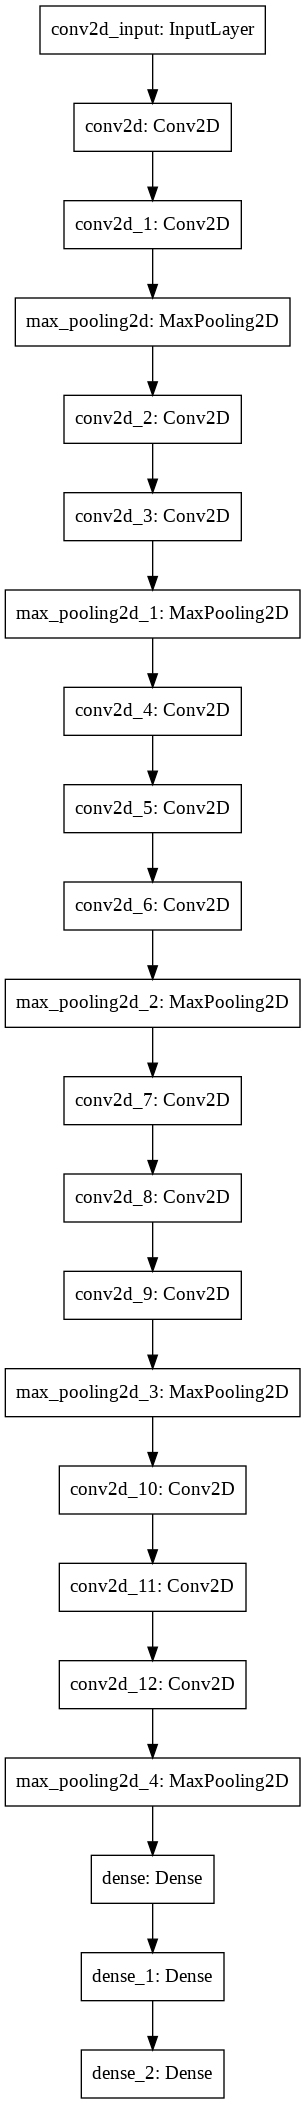 conv2d_input: InputLayer
conv2d: Conv2D
conv2d_1: Conv2D
max_pooling2d: MaxPooling2D
conv2d_2: Conv2D
conv2d_3: Conv2D
max_pooling2d_1: MaxPooling2D
conv2d_4: Conv2D
conv2d_5: Conv2D
conv2d_6: Conv2D
max_pooling2d_2: MaxPooling2D
conv2d_7: Conv2D
conv2d_8: Conv2D
conv2d_9: Conv2D
max_pooling2d_3: MaxPooling2D
conv2d_10: Conv2D
conv2d_11: Conv2D
conv2d_12: Conv2D
max_pooling2d_4: MaxPooling2D
dense: Dense
dense_1: Dense
dense_2: Dense